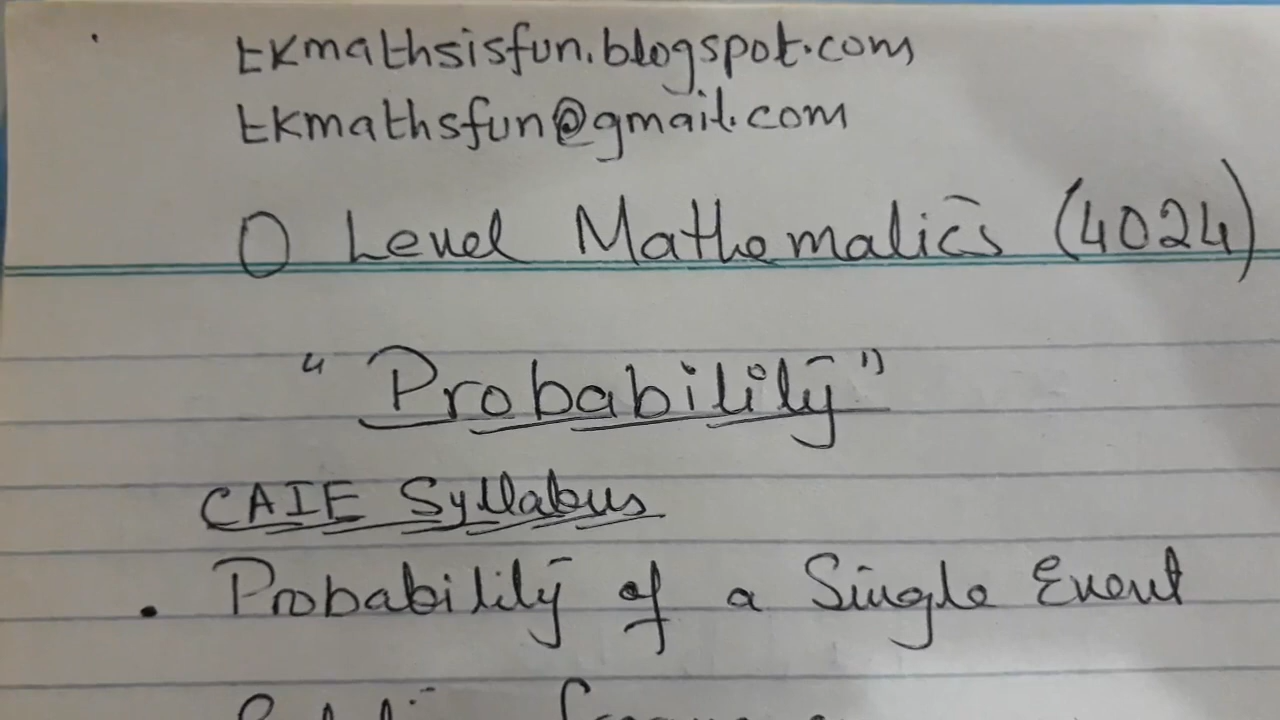 tkmathsisfun.blogspot.com
tkmathsfun@gmail.com
O Level Mathematics (4024)
"Probability"
CAIE Syllabus
• Probability of a Single Event